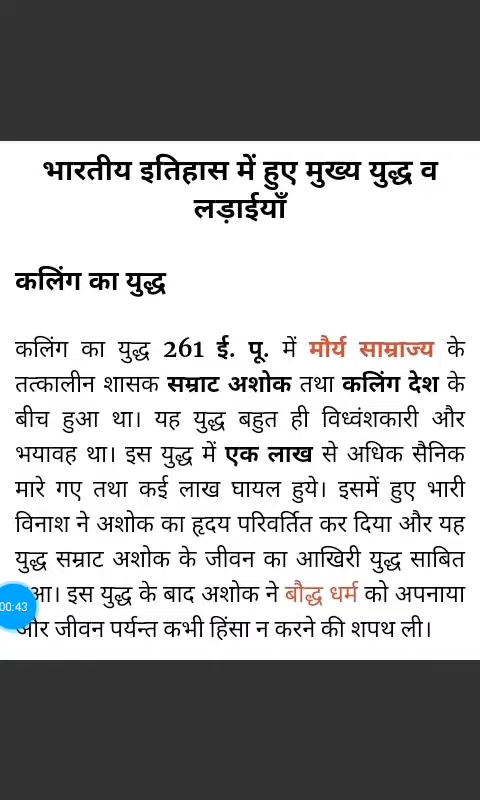 भारतीय इतिहास में हुए मुख्य युद्ध व
लड़ाईयाँ
कलिंग का युद्ध
कलिंग का युद्ध 261 ई. पू. में मौर्य साम्राज्य के
तत्कालीन शासक सम्राट अशोक तथा कलिंग देश के
बीच हुआ था। यह युद्ध बहुत ही विध्वंशकारी और
भयावह था। इस युद्ध में एक लाख से अधिक सैनिक
मारे गए तथा कई लाख घायल हुये। इसमें हुए भारी
विनाश ने अशोक का हृदय परिवर्तित कर दिया और यह
युद्ध सम्राट अशोक के जीवन का आखिरी युद्ध साबित
आ। इस युद्ध के बाद अशोक ने बौद्ध धर्म को अपनाया
00:43
और जीवन पर्यन्त कभी हिंसा न करने की शपथ ली।